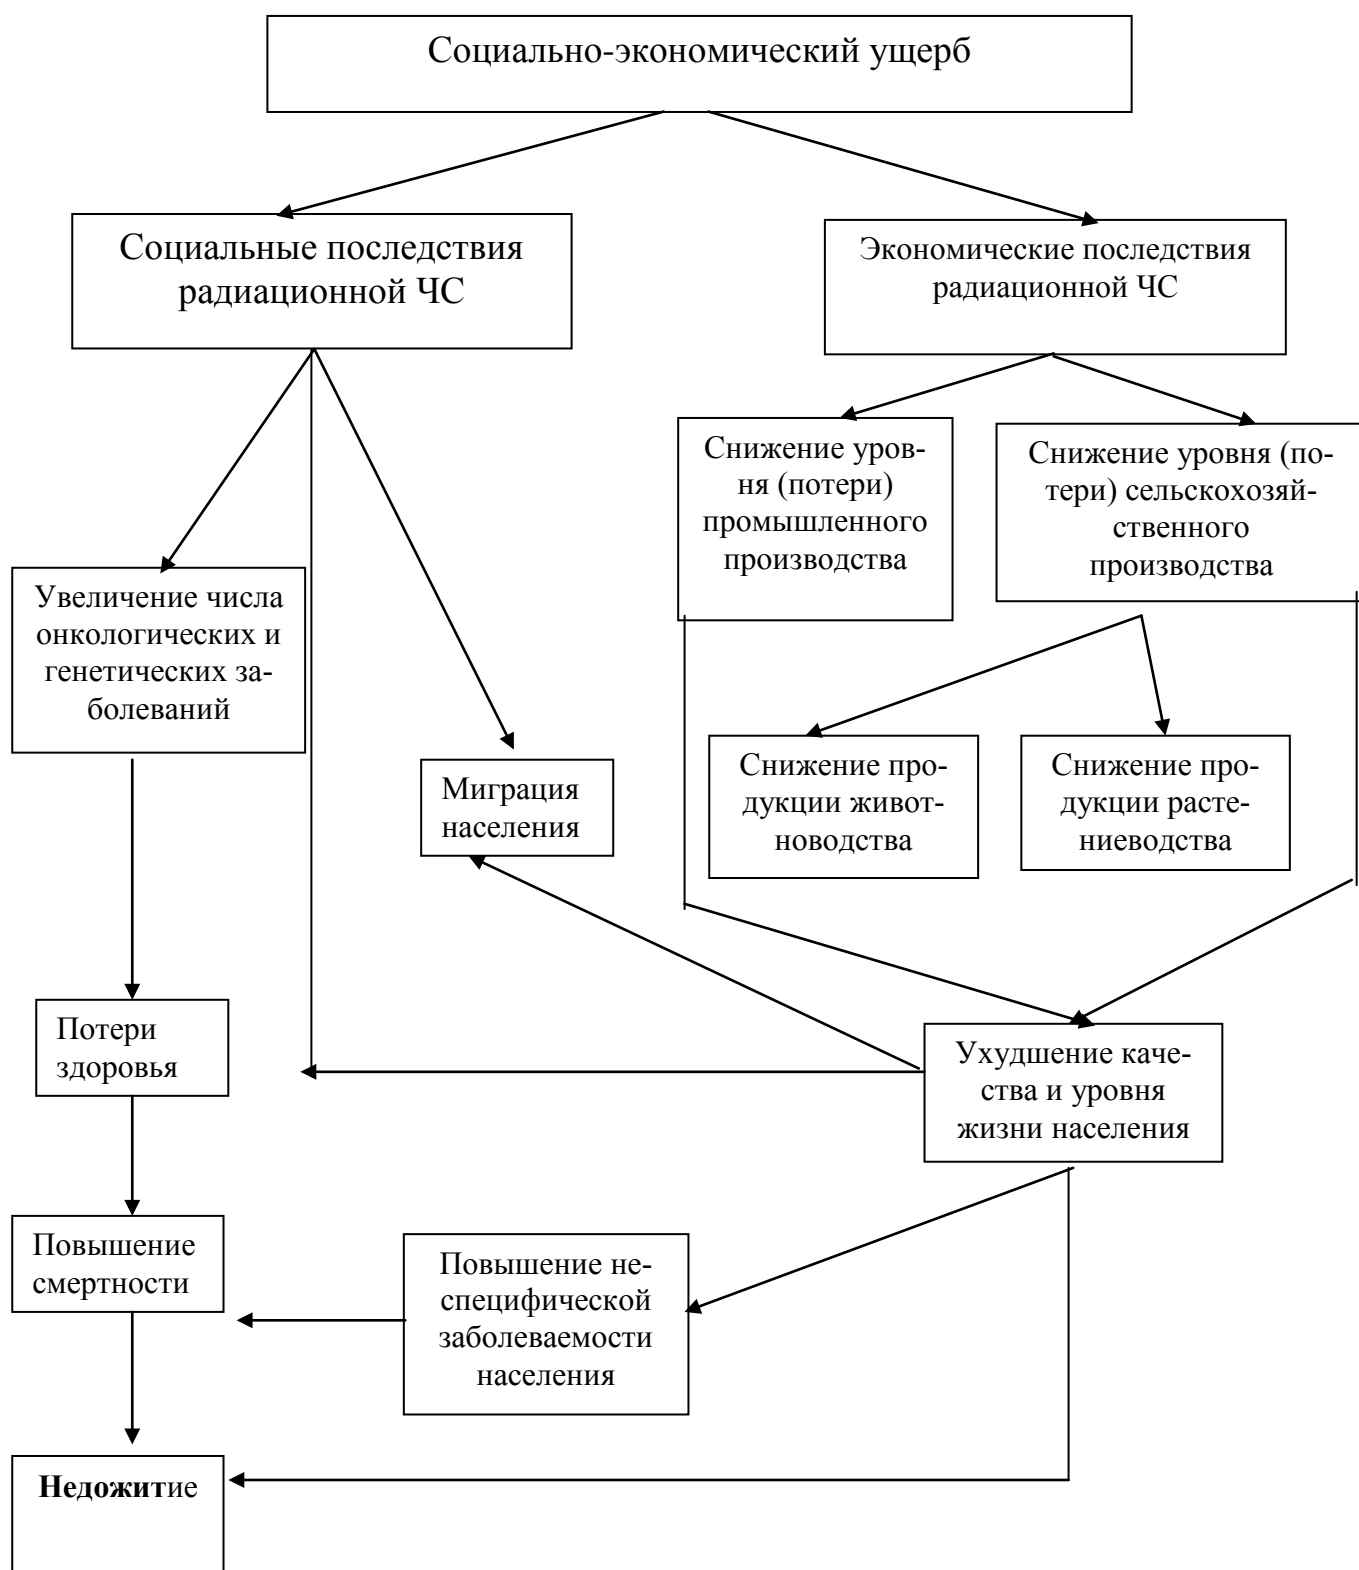 Социально-экономический ущерб
Социальные последствия
радиационной ЧС
Экономические последствия
радиационной ЧС
Снижение уров-
ня (потери)
промышленного
производства
Снижение уровня (по-
тери) сельскохозяй-
ственного
производства
Увеличение числа
онкологических и
генетических за-
болеваний
Миграция
населения
Снижение про-
дукции живот-
новодства
Снижение про-
дукции расте-
ниеводства
Потери
здоровья
Ухудшение каче-
ства и уровня
жизни населения
Повышение
смертности
Повышение не-
специфической
заболеваемости
населения
Недожитие